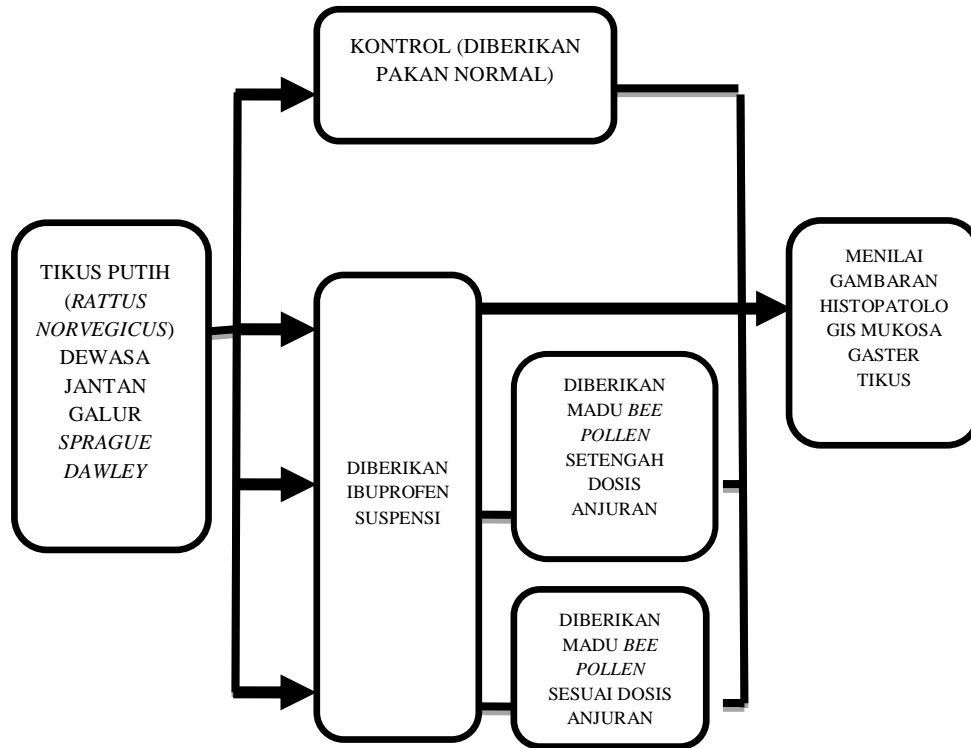 KONTROL (DIBERIKAN
PAKAN NORMAL)
TIKUS PUTIH
(RATTUS
NORVEGICUS)
DEWASA
JANTAN
GALUR
SPRAGUE
DAWLEY
DIBERIKAN
IBUPROFEN
SUSPENSI
DIBERIKAN
MADU BEE
POLLEN
SETENGAH
DOSIS
ANJURAN
DIBERIKAN
MADU BEE
POLLEN
SESUAI DOSIS
ANJURAN
MENILAI
GAMBARAN
HISTOPATOLO
GIS MUKOSA
GASTER
TIKUS